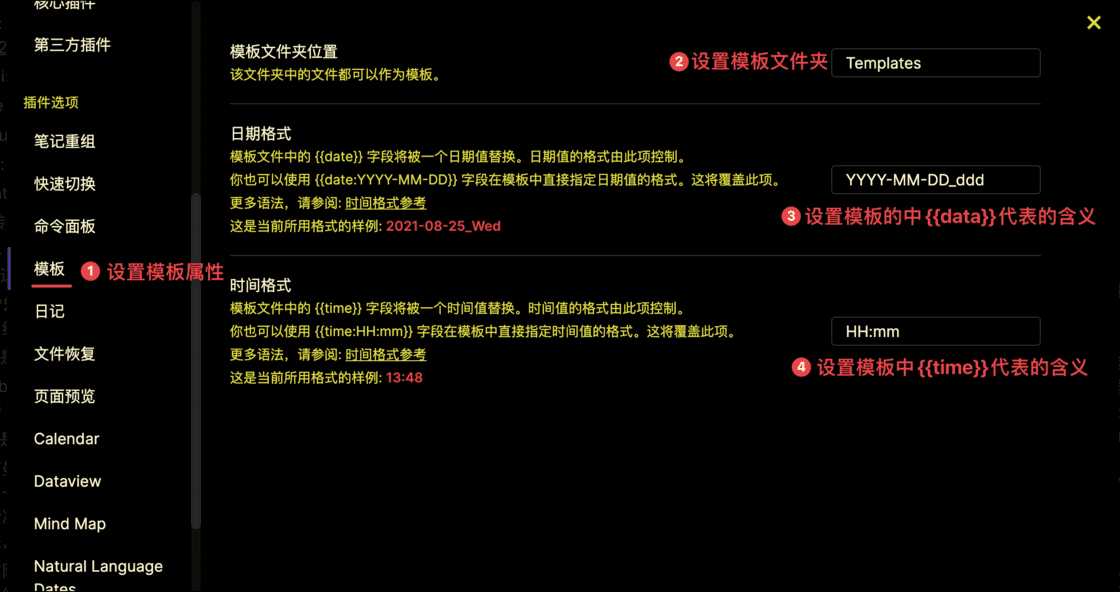 核心插件
第三方插件
插件选项
笔记重组
快速切换
命令面板
模板
1 设置模板属性
日记
文件恢复
页面预览
Calendar
Dataview
Mind Map
Natural Language
Dates
模板文件夹位置
该文件夹中的文件都可以作为模板。
2 设置模板文件夹
Templates
日期格式
模板文件中的 {{date}} 字段将被一个日期值替换。日期值的格式由此项控制。
你也可以使用 {{date:YYYY-MM-DD}} 字段在模板中直接指定日期值的格式。这将覆盖此项。
更多语法，请参阅: 时间格式参考
这是当前所用格式的样例: 2021-08-25_Wed
YYYY-MM-DD_ddd
3 设置模板的中{{data}}代表的含义
时间格式
模板文件中的 {{time}} 字段将被一个时间值替换。时间值的格式由此项控制。
你也可以使用 {{time:HH:mm}} 字段在模板中直接指定时间值的格式。这将覆盖此项。
更多语法，请参阅: 时间格式参考
这是当前所用格式的样例: 13:48
HH:mm
4 设置模板中{{time}}代表的含义